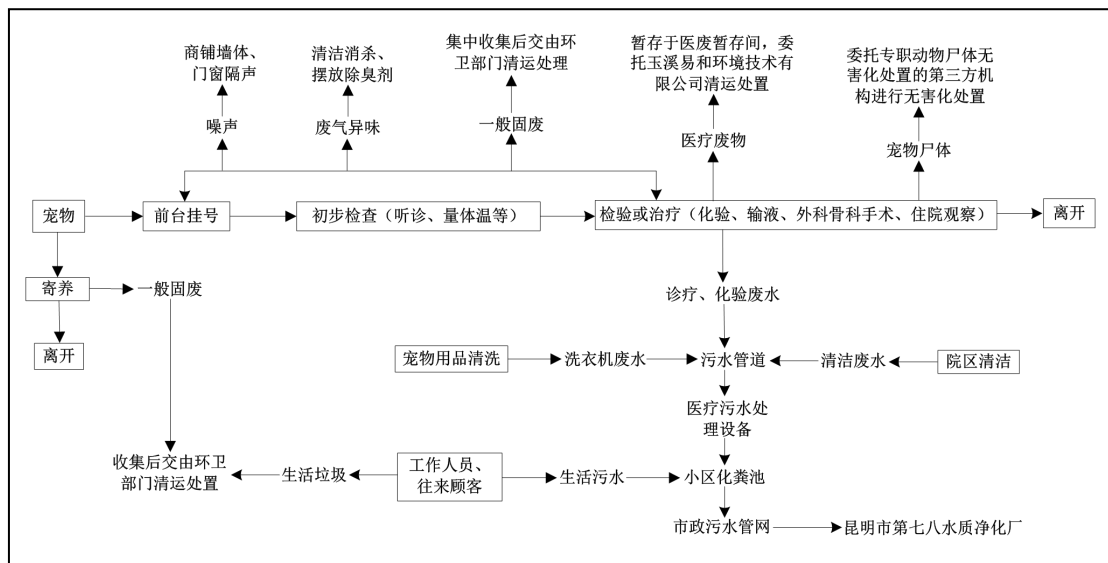 商铺墙体、
门窗隔声
清洁消杀、
摆放除臭剂
集中收集后交由环
卫部门清运处理
暂存于医废暂存间，委
托玉溪易和环境技术有
限公司清运处置
委托专职动物尸体无
害化处置的第三方机
构进行无害化处置
噪声
废气异味
一般固废
医疗废物
宠物尸体
宠物
前台挂号
初步检查（听诊、量体温等）
检验或治疗（化验、输液、外科骨科手术、住院观察）
离开
寄养
一般固废
诊疗、化验废水
离开
宠物用品清洗
洗衣机废水
污水管道
清洁废水
院区清洁
医疗污水处
理设备
收集后交由环卫
部门清运处置
生活垃圾
工作人员、
往来顾客
生活污水
小区化粪池
市政污水管网
昆明市第七八水质净化厂